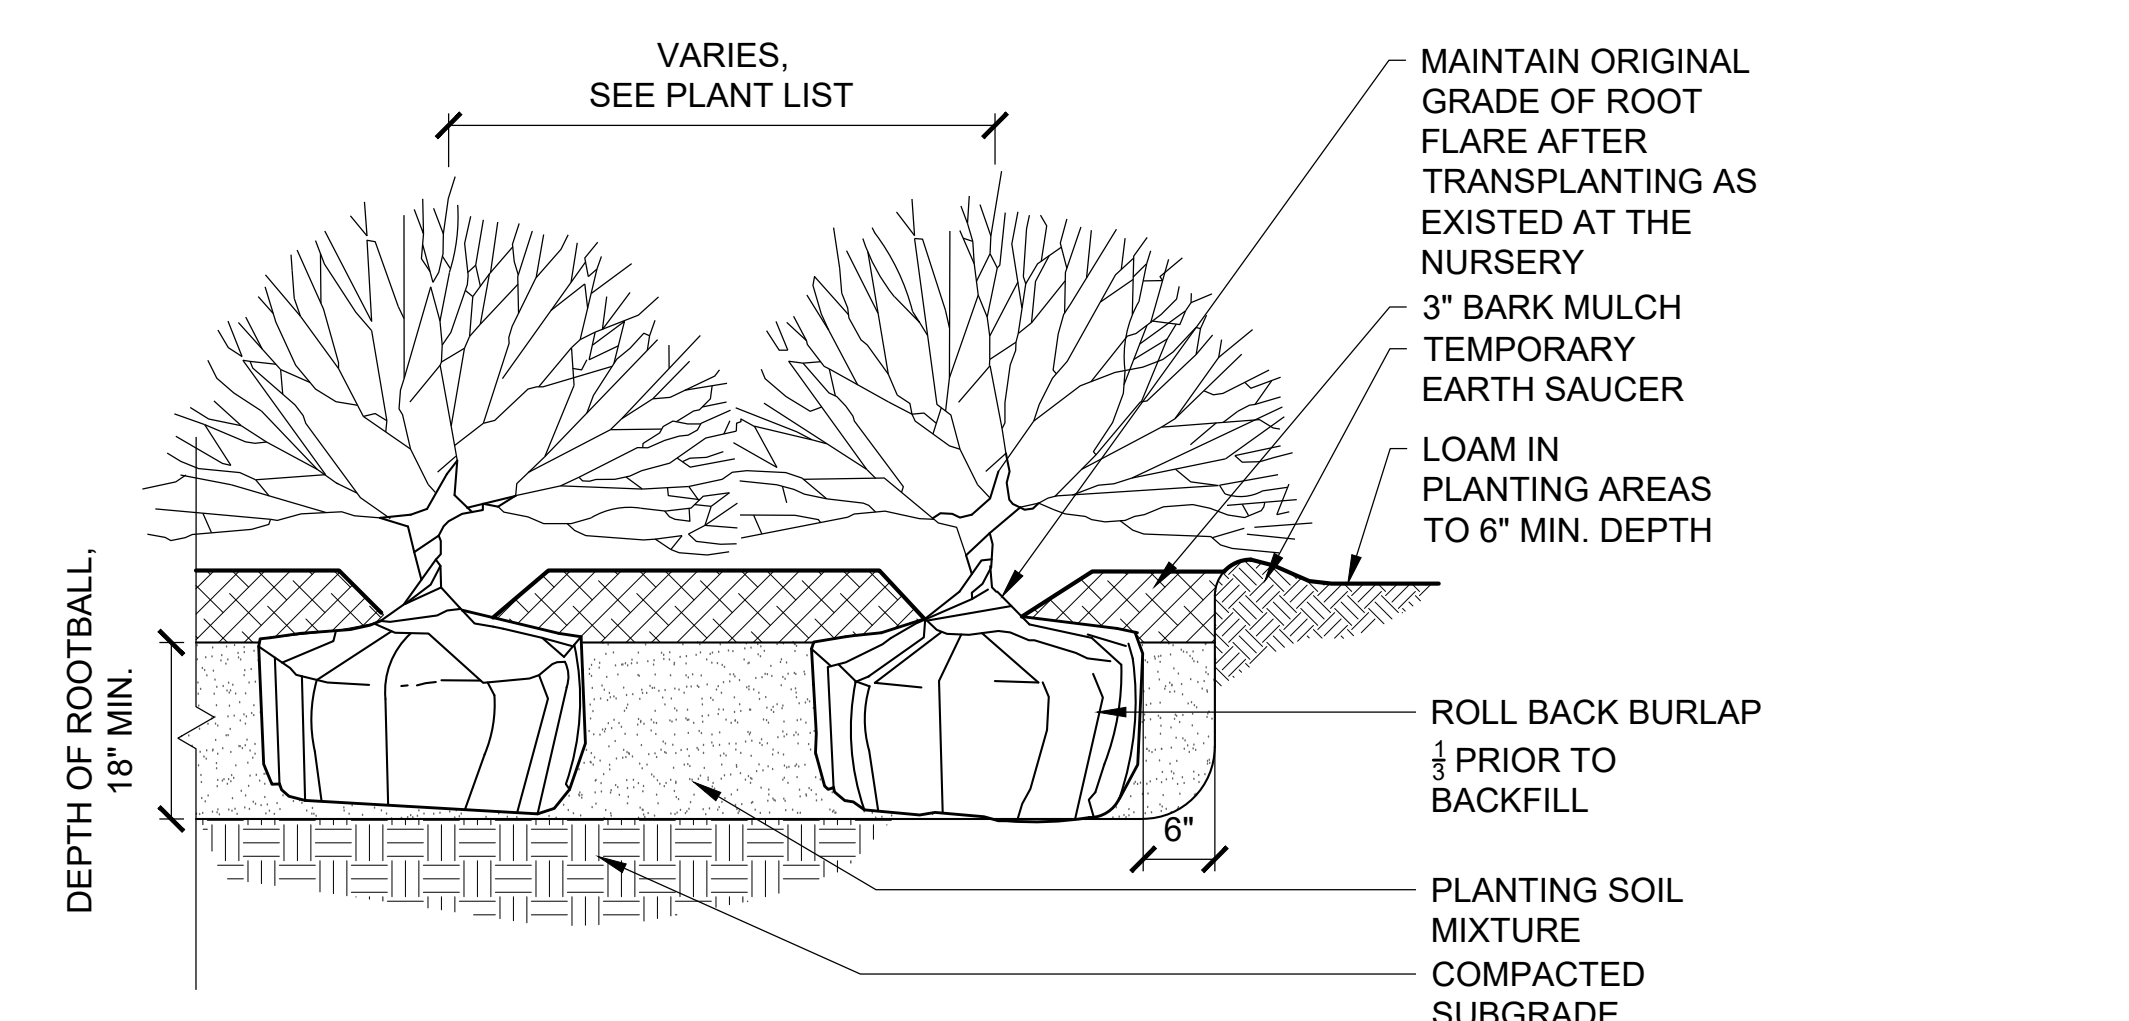 VARIES,
SEE PLANT LIST
MAINTAIN ORIGINAL
GRADE OF ROOT
FLARE AFTER
TRANSPLANTING AS
EXISTED AT THE
NURSERY
3" BARK MULCH
TEMPORARY
EARTH SAUCER
LOAM IN
PLANTING AREAS
TO 6" MIN. DEPTH
DEPTH OF ROOTBALL,
18" MIN.
ROLL BACK BURLAP
1/3 PRIOR TO
BACKFILL
6"
PLANTING SOIL
MIXTURE
COMPACTED
SUBGRADE